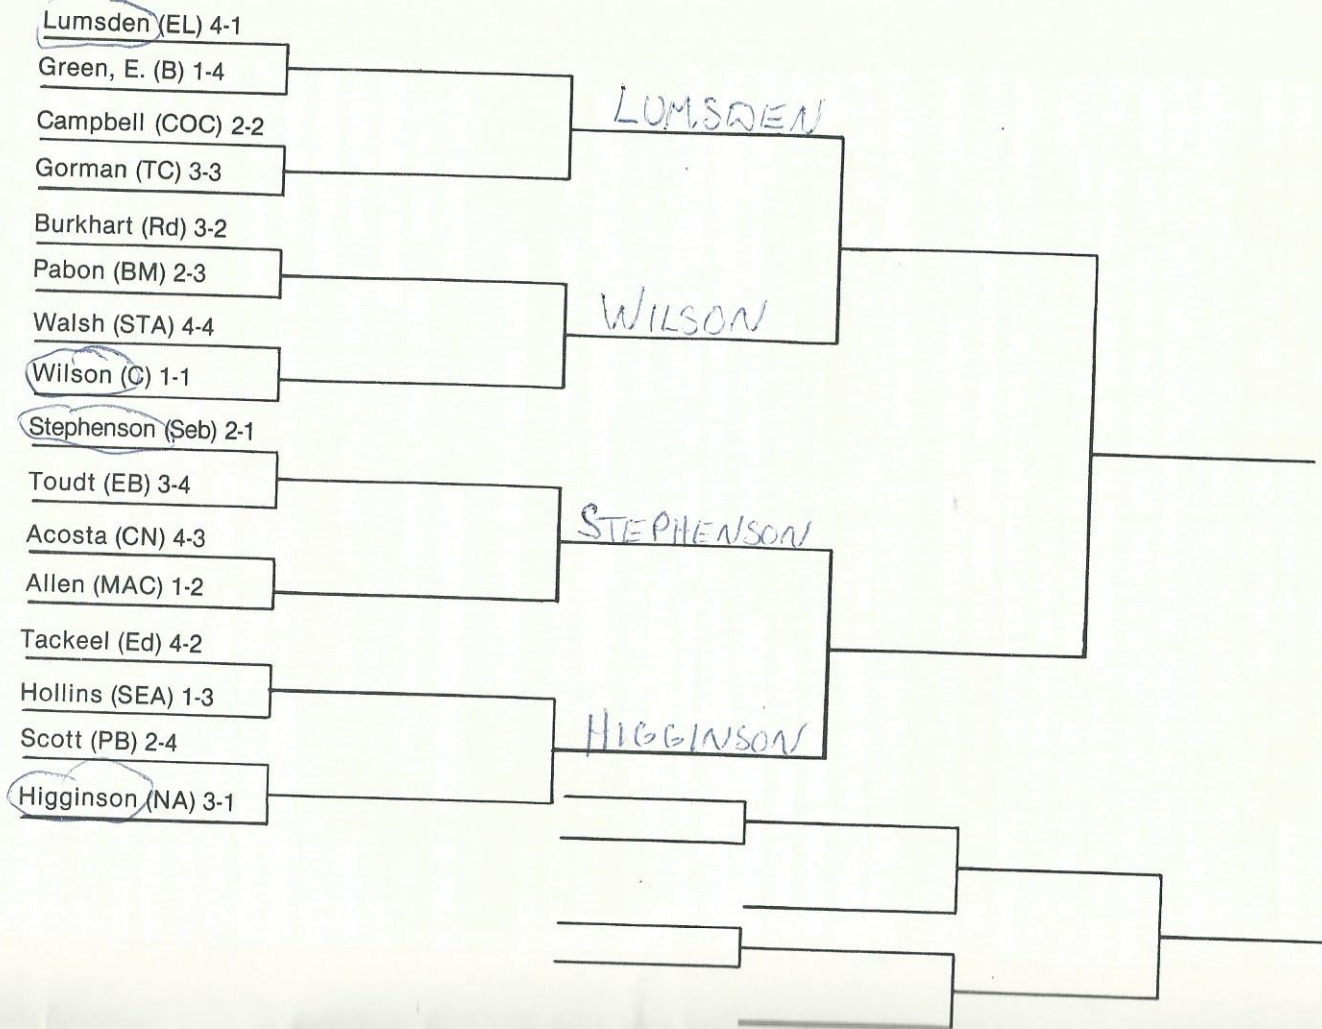 Lumsden (EL) 4-1
Green, E. (B) 1-4
LUMSDEN
Campbell (COC) 2-2
Gorman (TC) 3-3
Burkhart (Rd) 3-2
Pabon (BM) 2-3
WILSON
Walsh (STA) 4-4
Wilson (C) 1-1
Stephenson (Seb) 2-1
Toudt (EB) 3-4
STEPHENSON
Acosta (CN) 4-3
Allen (MAC) 1-2
Tackeel (Ed) 4-2
Hollins (SEA) 1-3
HIGGINSON
Scott (PB) 2-4
Higginson (NA) 3-1